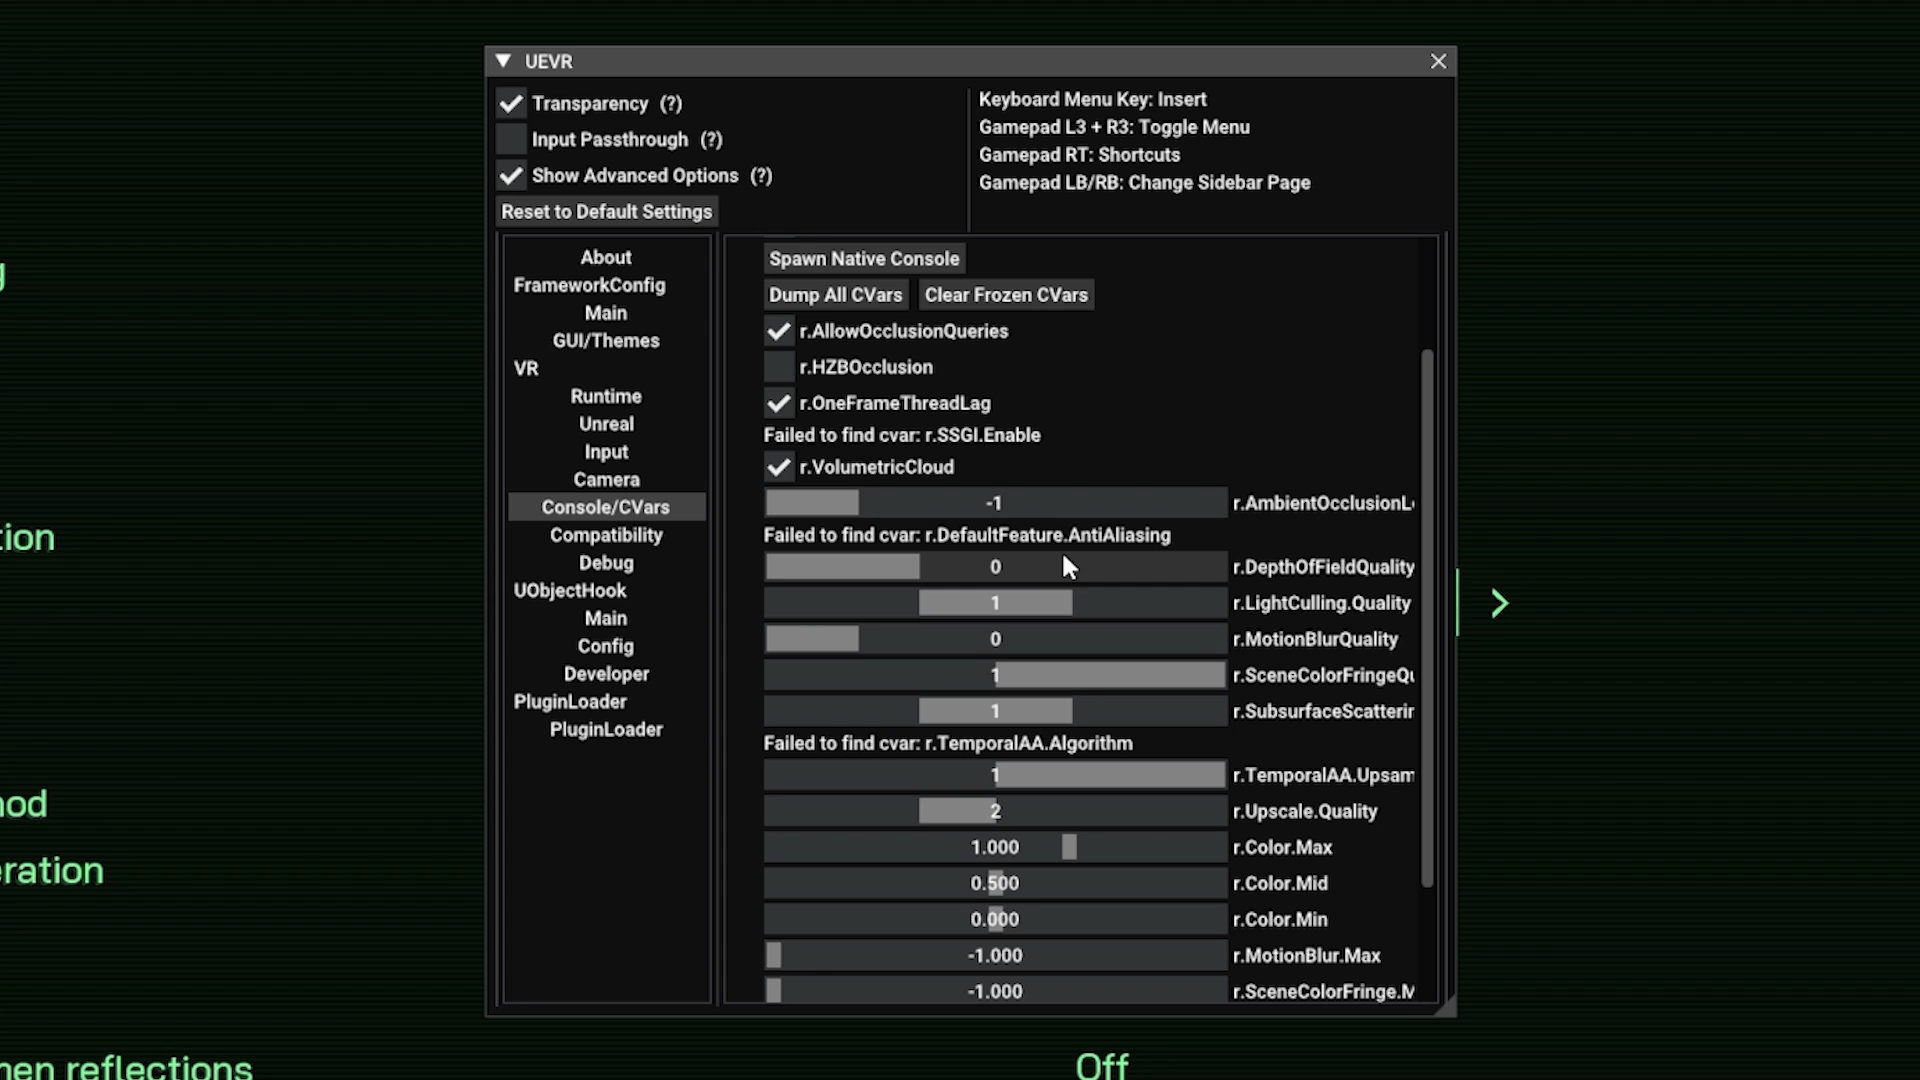 UEVR
Transparency (?)
Input Passthrough (?)
Show Advanced Options (?)
Reset to Default Settings
Keyboard Menu Key: Insert
Gamepad L3 + R3: Toggle Menu
Gamepad RT: Shortcuts
Gamepad LB/RB: Change Sidebar Page
About
FrameworkConfig
Main
GUI/Themes
VR
Runtime
Unreal
Input
Camera
Console/CVars
Compatibility
Debug
UObjectHook
Main
Config
Developer
PluginLoader
PluginLoader
Spawn Native Console
Dump All CVars Clear Frozen CVars
r.AllowOcclusionQueries
r.HZBOcclusion
r.OneFrameThreadLag
Failed to find cvar: r.SSGI.Enable
r.VolumetricCloud
-1 r.AmbientOcclusionL
Failed to find cvar: r.DefaultFeature.AntiAliasing
0 r.DepthOfFieldQuality
1 r.LightCulling.Quality
0 r.MotionBlurQuality
1 r.SceneColorFringeQu
1 r.SubsurfaceScatterin
Failed to find cvar: r.TemporalAA.Algorithm
1 r.TemporalAA.Upsam
2 r.Upscale.Quality
1.000 r.Color.Max
0.500 r.Color.Mid
0.000 r.Color.Min
-1.000 r.MotionBlur.Max
-1.000 r.SceneColorFringe.M
tion
nod
eration
men reflections
Off